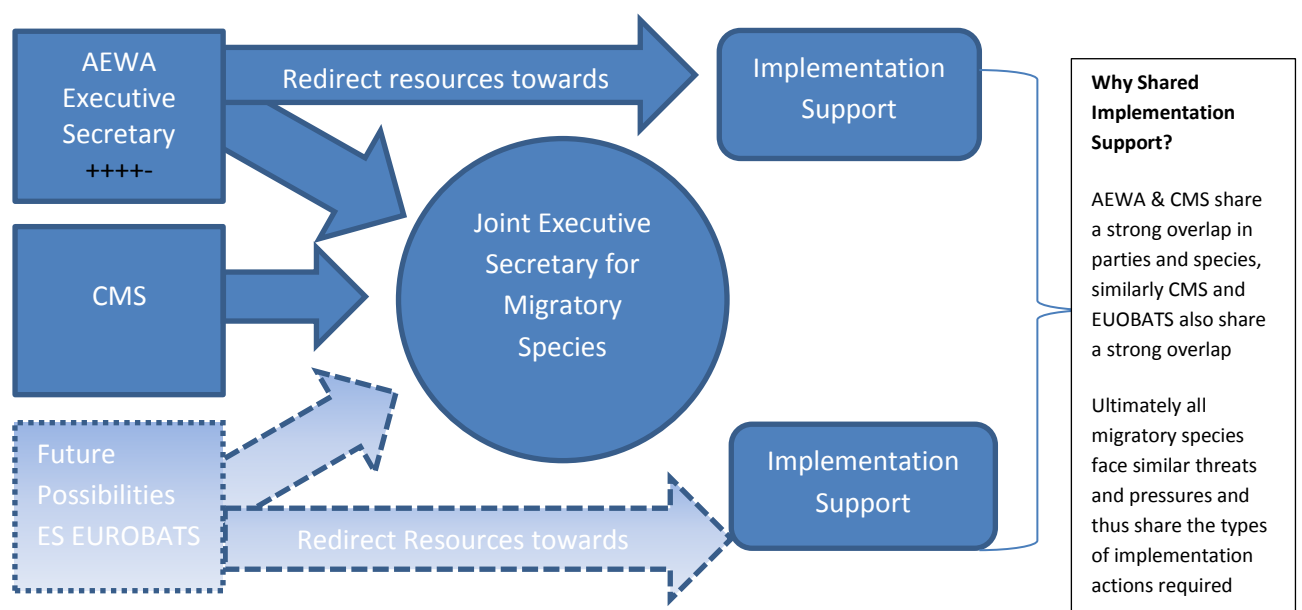 AEWA
Executive
Secretary
++++-
Redirect resources towards
Implementation
Support
CMS
Joint Executive
Secretary for
Migratory
Species
Future
Possibilities
ES EUROBATS
Redirect Resources towards
Implementation
Support
Why Shared
Implementation
Support?
AEWA & CMS share
a strong overlap in
parties and species,
similarly CMS and
EUOBATS also share
a strong overlap
Ultimately all
migratory species
face similar threats
and pressures and
thus share the types
of implementation
actions required